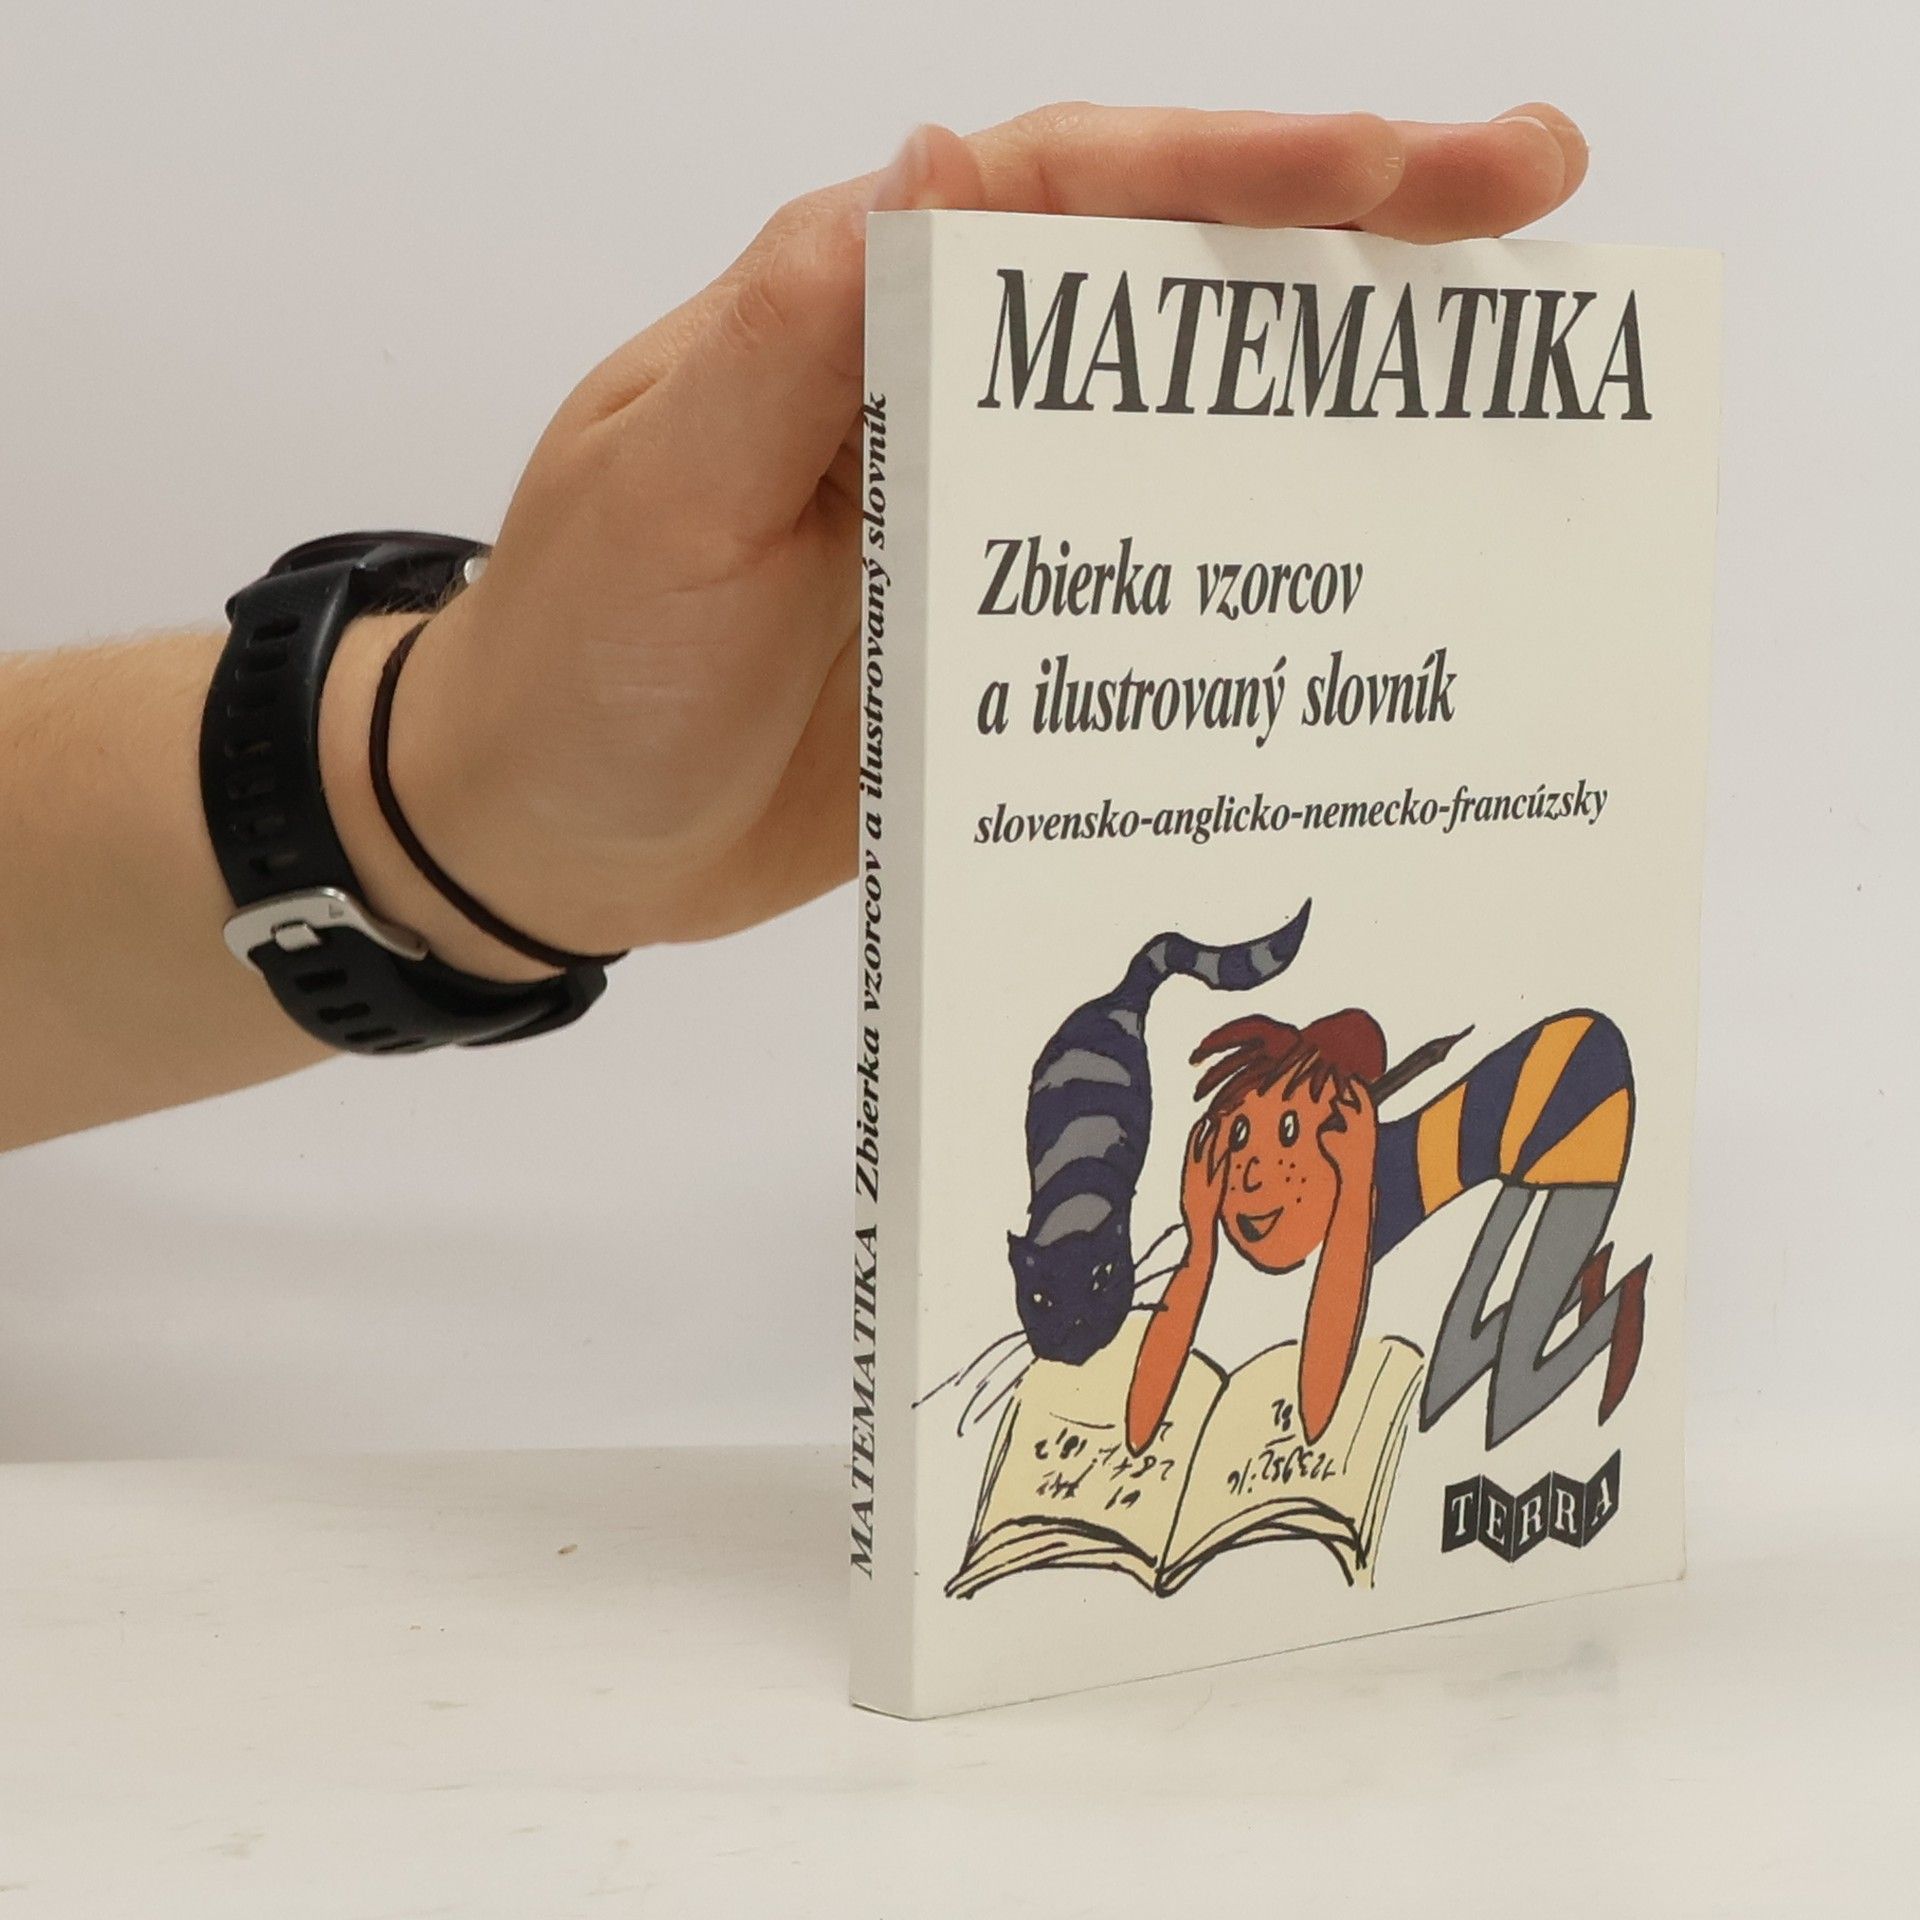 MATEMATIKA
Zbierka vzorcov
a ilustrovaný slovník
slovensko-anglicko-nemecko-francúzsky
TERRA
MATEMATIKA Zbierka vzorcov a ilustrovaný slovník